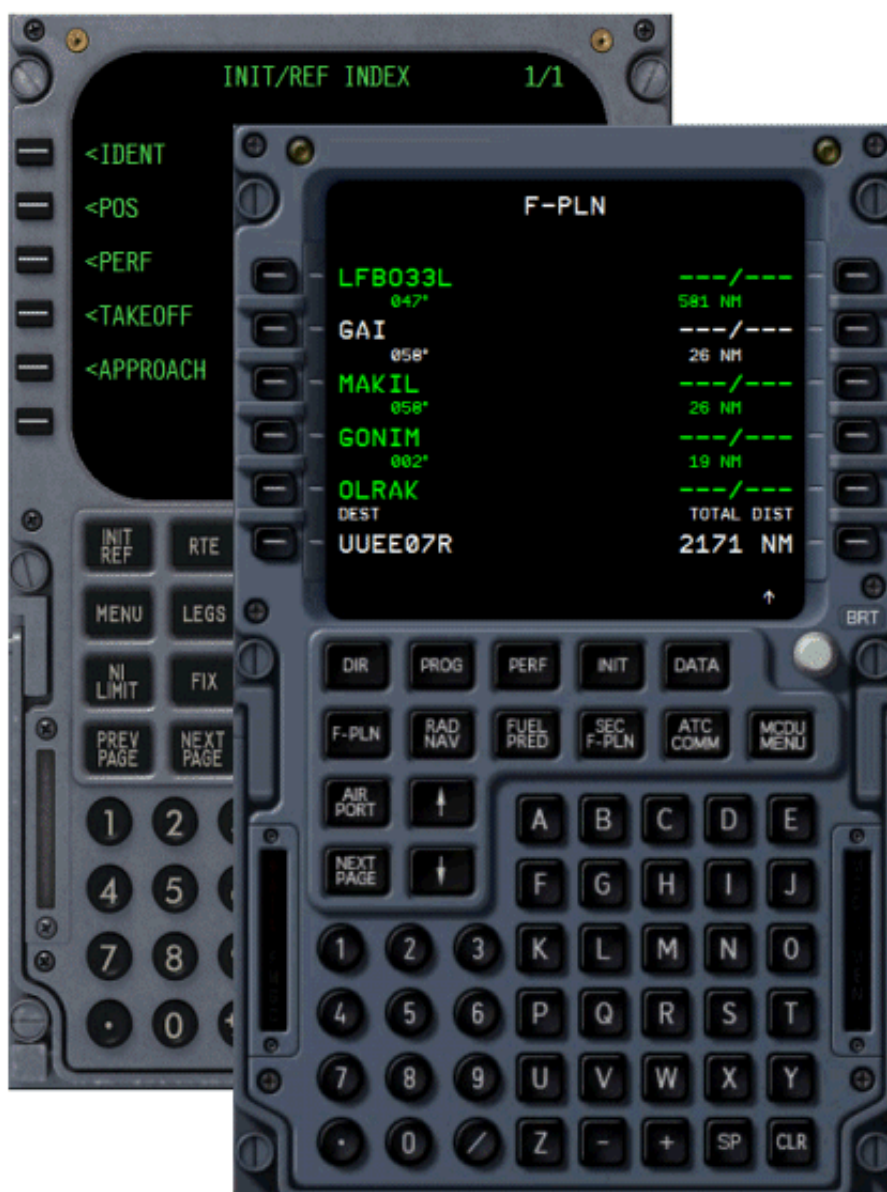 INIT/REF INDEX 1/1
<IDENT
<POS
<PERF
<TAKEOFF
<APPROACH
INIT REF RTE
MENU LEGS
N1 LIMIT FIX
PREV PAGE NEXT PAGE
1 2
4 5
7 8
. 0
F-PLN
LFBO33L ---/---
047° 581 NM
GAI ---/---
058° 26 NM
MAKIL ---/---
058° 26 NM
GONIM ---/---
002° 19 NM
OLRAK ---/---
DEST TOTAL DIST
UUEE07R 2171 NM
↑
BRT
DIR PROG PERF INIT DATA
F-PLN RAD NAV FUEL PRED SEC F-PLN ATC COMM MCDU MENU
AIR PORT ↑
NEXT PAGE ↓
A B C D E
F G H I J
1 2 3 K L M N O
4 5 6 P Q R S T
7 8 9 U V W X Y
. 0 / Z - + SP CLR